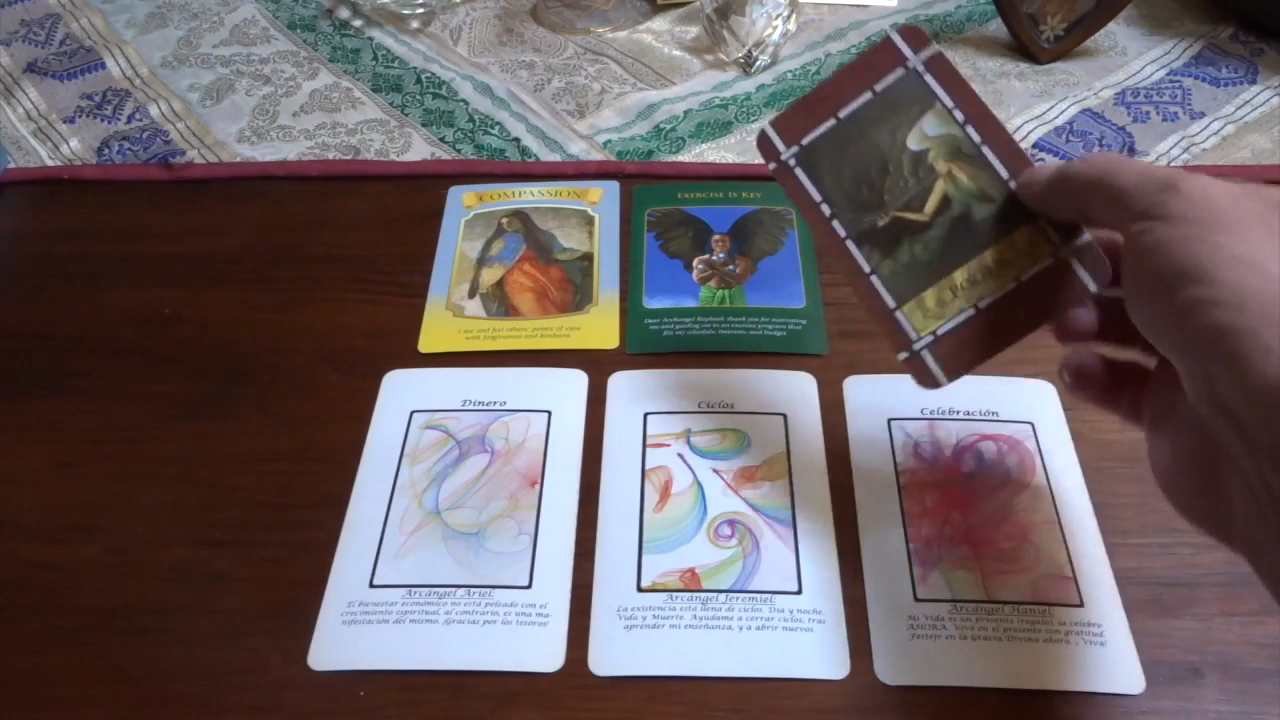 COMPASSION
I see and feel others' points of view
with forgiveness and kindness
EXERCISE IS KEY
Dear Archangel Raphael, thank you for motivating
me and guiding me to an exercise program that
fits my schedule, interests, and budget.
Dinero
Arcángel Ariel:
El bienestar económico no está peleado con el
crecimiento espiritual, al contrario, es una ma-
nifestación del mismo. ¡Gracias por los tesoros!
Ciclos
Arcángel Jeremiel:
La existencia está llena de ciclos. Día y noche.
Vida y Muerte. Ayúdame a cerrar ciclos, tras
aprender mi enseñanza, y a abrir nuevos.
Celebración
Arcángel Haniel:
Mi Vida es un presente (regalo), la celebro
AHORA. Vivo en el presente con gratitud.
Festejo en la Gracia Divina ahora. ¡ Viva!